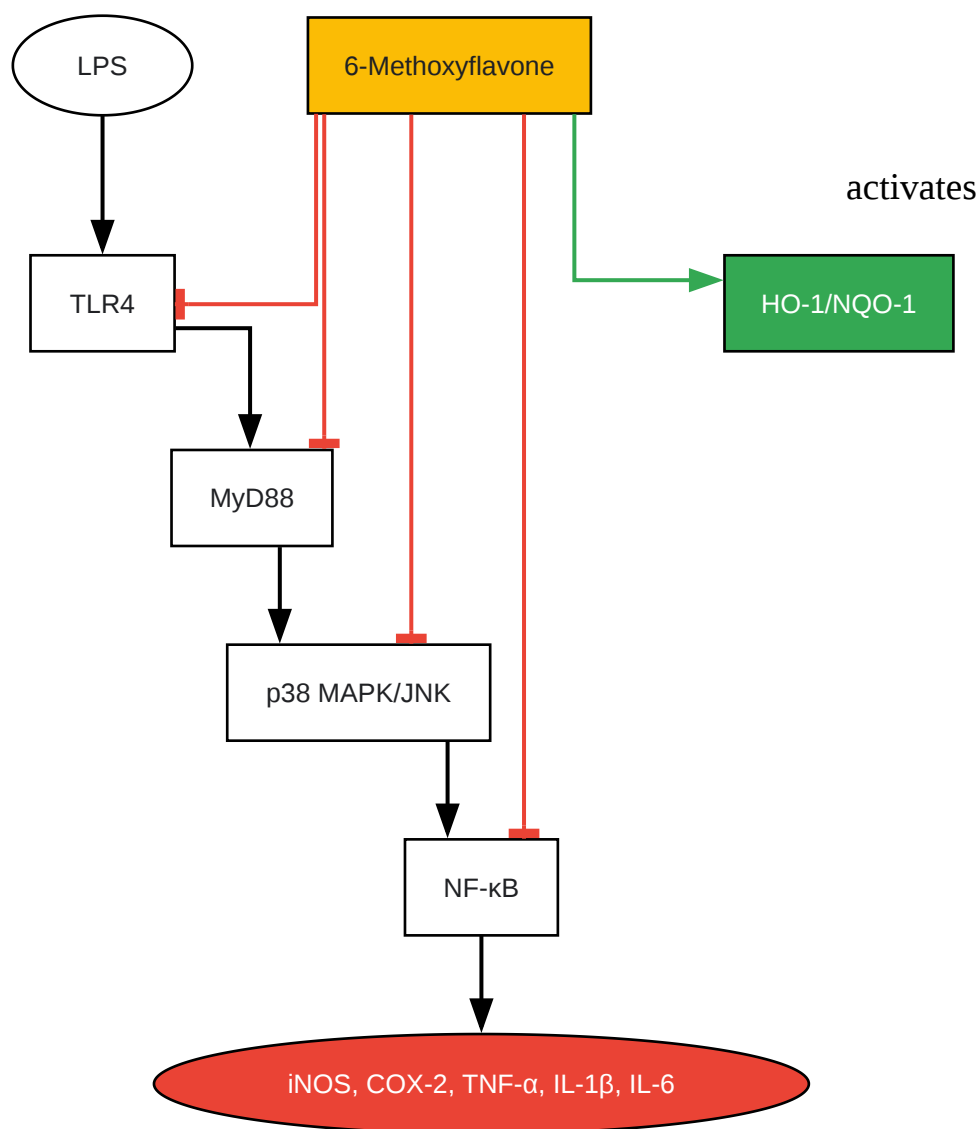 LPS
6-Methoxyflavone
activates
TLR4
HO-1/NQO-1
MyD88
p38 MAPK/JNK
NF-κB
iNOS, COX-2, TNF-α, IL-1β, IL-6